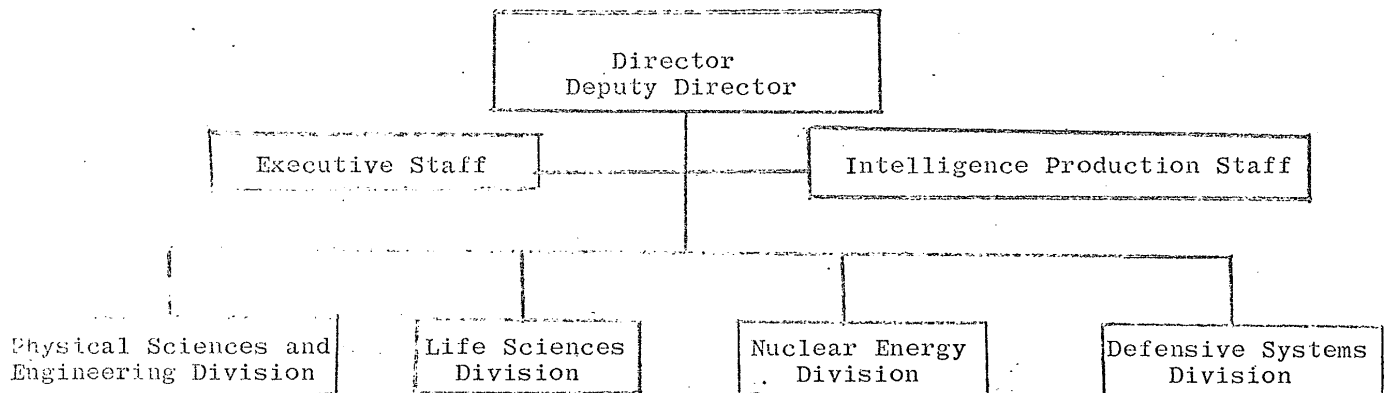 Director
Deputy Director
Executive Staff
Intelligence Production Staff
Physical Sciences and
Engineering Division
Life Sciences
Division
Nuclear Energy
Division
Defensive Systems
Division